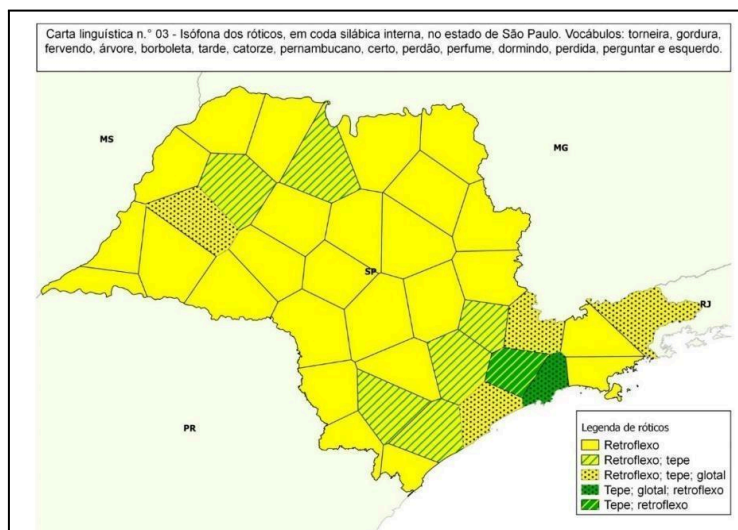 Carta linguística n.° 03 - Isófona dos róticos, em coda silábica interna, no estado de São Paulo. Vocábulos: torneira, gordura,
fervendo, árvore, borboleta, tarde, catorze, pernambucano, certo, perdão, perfume, dormindo, perdida, perguntar e esquerdo.
MS
MG
SP
RJ
PR
Legenda de róticos
Retroflexo
Retroflexo; tepe
Retroflexo; tepe; glotal
Tepe; glotal; retroflexo
Tepe; retroflexo